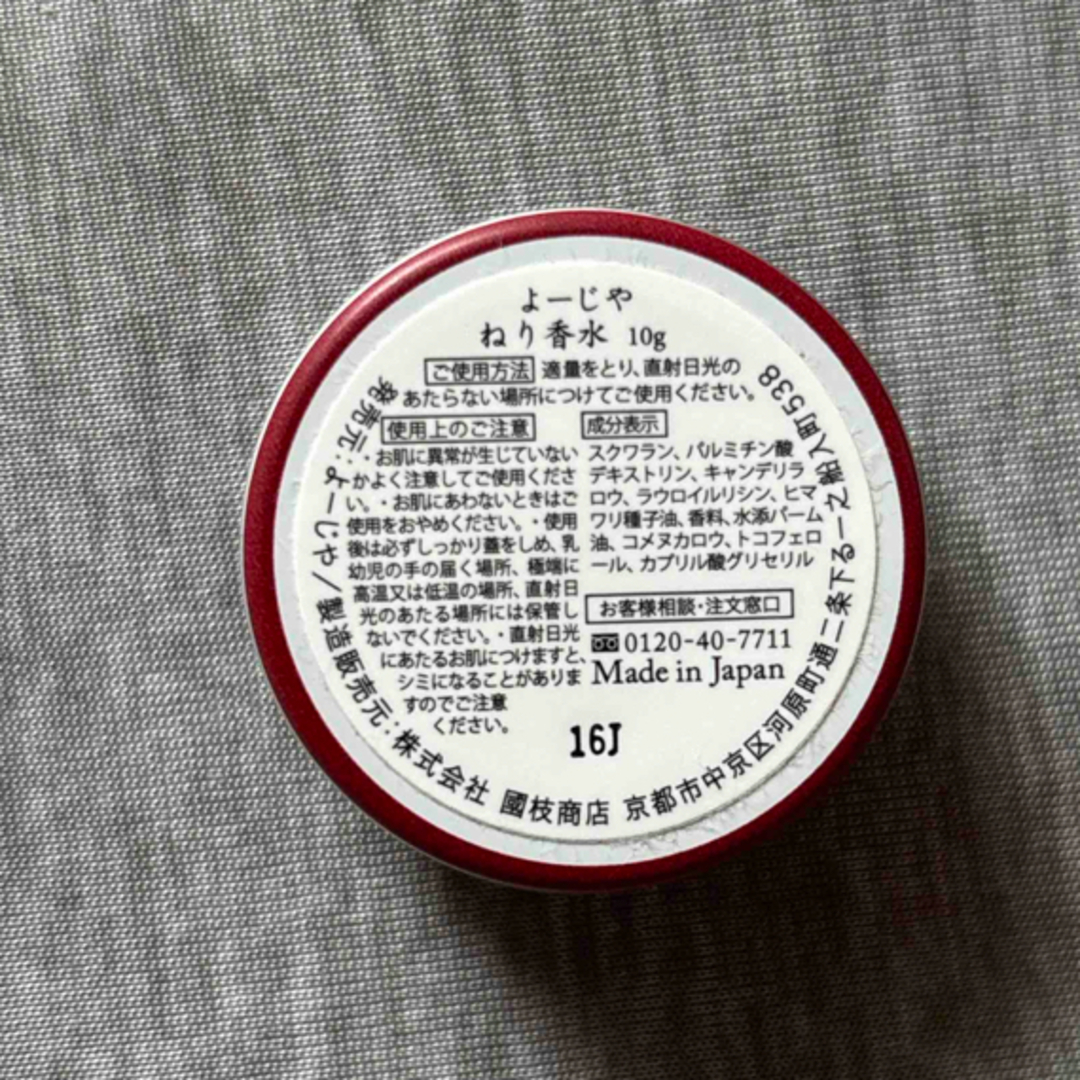 よーじや
ねり香水 10g
ご使用方法 適量をとり、直射日光の
あたらない場所につけてご使用ください。
使用上のご注意
・お肌に異常が生じていない
かよく注意してご使用くださ
い。・お肌にあわないときはご
使用をおやめください。・使用
後は必ずしっかり蓋をしめ、乳
幼児の手の届く場所、極端に
高温又は低温の場所、直射日
光のあたる場所には保管し
ないでください。・直射日光
にあたるお肌につけますと、
シミになることがありま
すのでご注意
ください。
成分表示
スクワラン、パルミチン酸
デキストリン、キャンデリラ
ロウ、ラウロイルリシン、ヒマ
ワリ種子油、香料、水添パーム
油、コメヌカロウ、トコフェロ
ール、カプリル酸グリセリル
お客様相談・注文窓口
0120-40-7711
Made in Japan
16J
発売元：よーじや/製造販売元：株式会社 國枝商店 京都市中京区河原町通二条下る一之船入町538